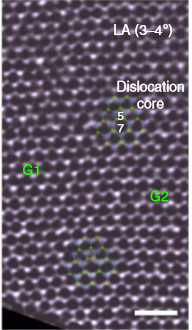 LA (3–4°)
Dislocation
core
5
7
G1
G2